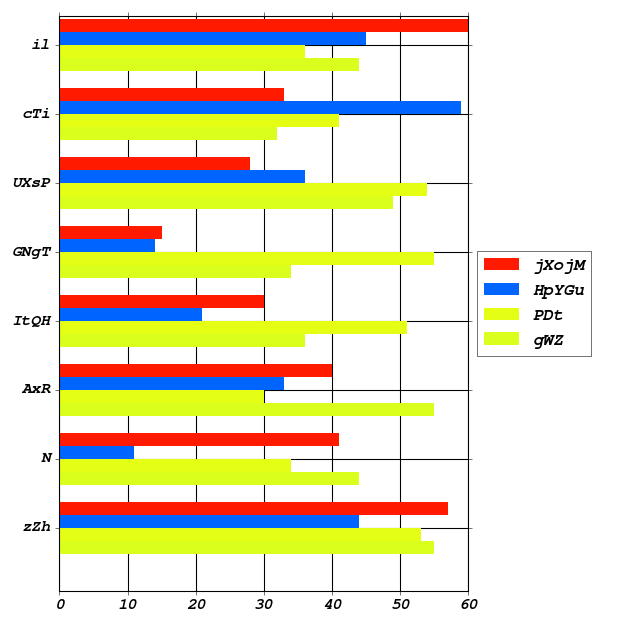 il
cTi
UXsP
GNgT
ItQH
AxR
N
zZh
0 10 20 30 40 50 60
jXojM
HpYGu
PDt
gWZ